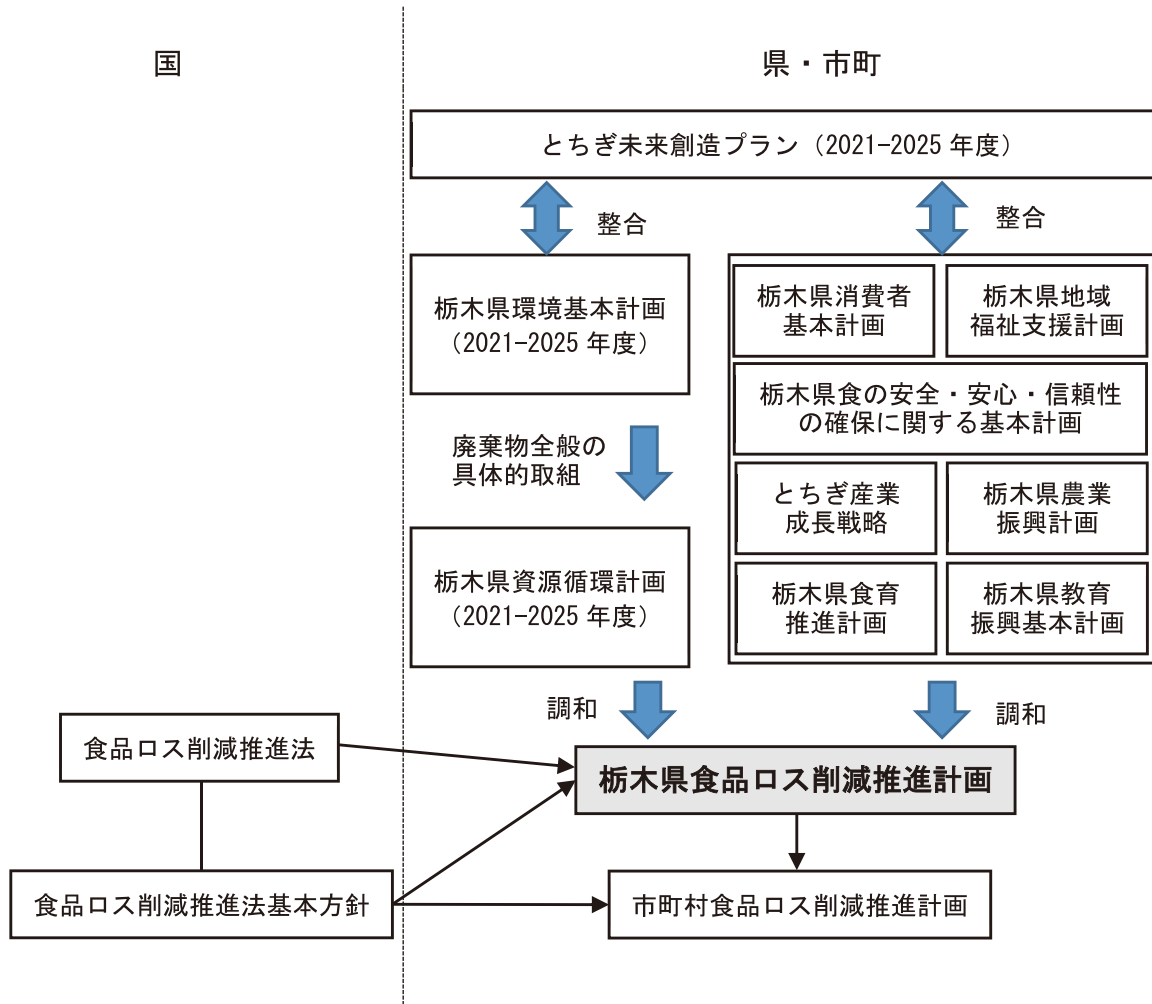 国
県・市町
とちぎ未来創造プラン（2021−2025 年度）
整合
整合
栃木県環境基本計画
（2021−2025 年度）
栃木県消費者
基本計画
栃木県地域
福祉支援計画
栃木県食の安全・安心・信頼性
の確保に関する基本計画
廃棄物全般の
具体的取組
とちぎ産業
成長戦略
栃木県農業
振興計画
栃木県資源循環計画
（2021−2025 年度）
栃木県食育
推進計画
栃木県教育
振興基本計画
調和
調和
食品ロス削減推進法
栃木県食品ロス削減推進計画
食品ロス削減推進法基本方針
市町村食品ロス削減推進計画